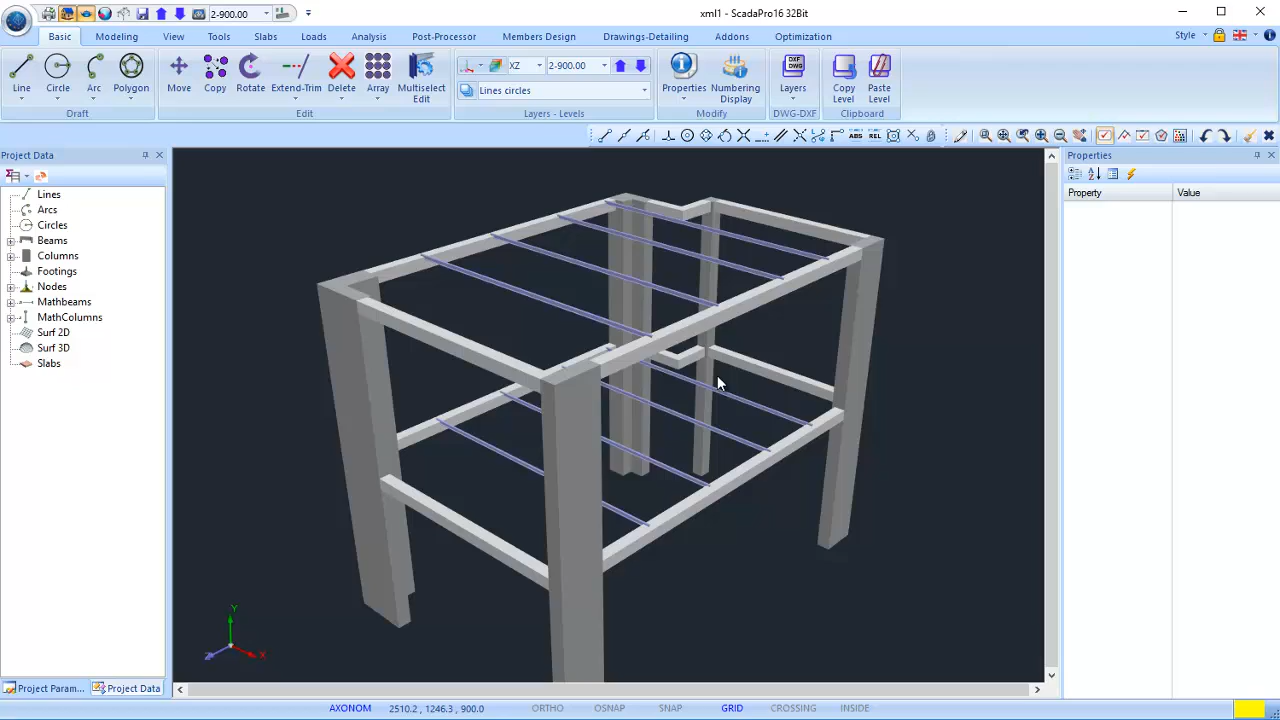 2-900.00
xml1 - ScadaPro16 32Bit
Basic Modeling View Tools Slabs Loads Analysis Post-Processor Members Design Drawings-Detailing Addons Optimization Style
Line Circle Arc Polygon Move Copy Rotate Extend-Trim Delete Array Multiselect Edit
XZ 2-900.00
Lines circles
Properties Numbering Display Layers Copy Level Paste Level
DXF DWG
Draft Edit Layers - Levels Modify DWG-DXF Clipboard
ABS REL
Project Data
Properties
Property Value
Lines
Arcs
Circles
Beams
Columns
Footings
Nodes
Mathbeams
MathColumns
Surf 2D
Surf 3D
Slabs
Y
X
Z
Project Param... Project Data
AXONOM 2510.2 , 1246.3 , 900.0 ORTHO OSNAP SNAP GRID CROSSING INSIDE